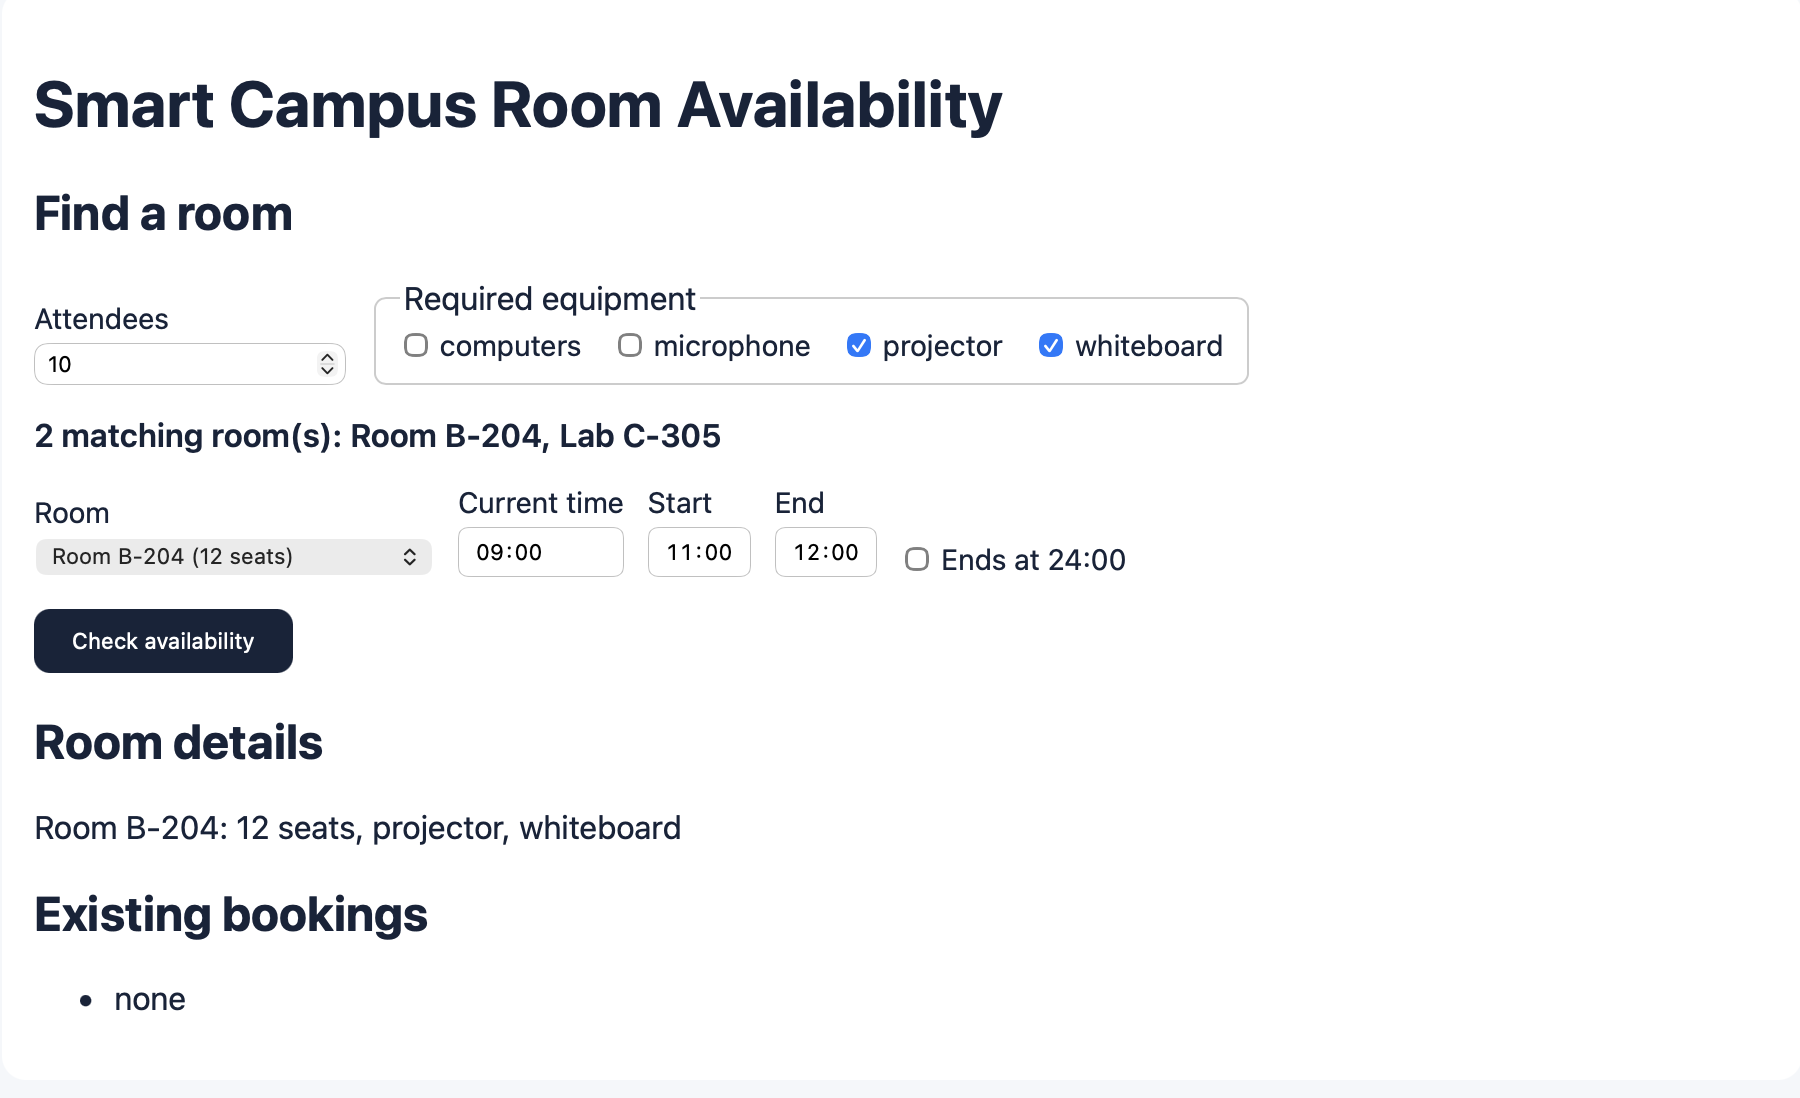 Smart Campus Room Availability
Find a room
Attendees
10
Required equipment
computers microphone projector whiteboard
2 matching room(s): Room B-204, Lab C-305
Room
Room B-204 (12 seats)
Current time Start End
09:00 11:00 12:00 Ends at 24:00
Check availability
Room details
Room B-204: 12 seats, projector, whiteboard
Existing bookings
• none